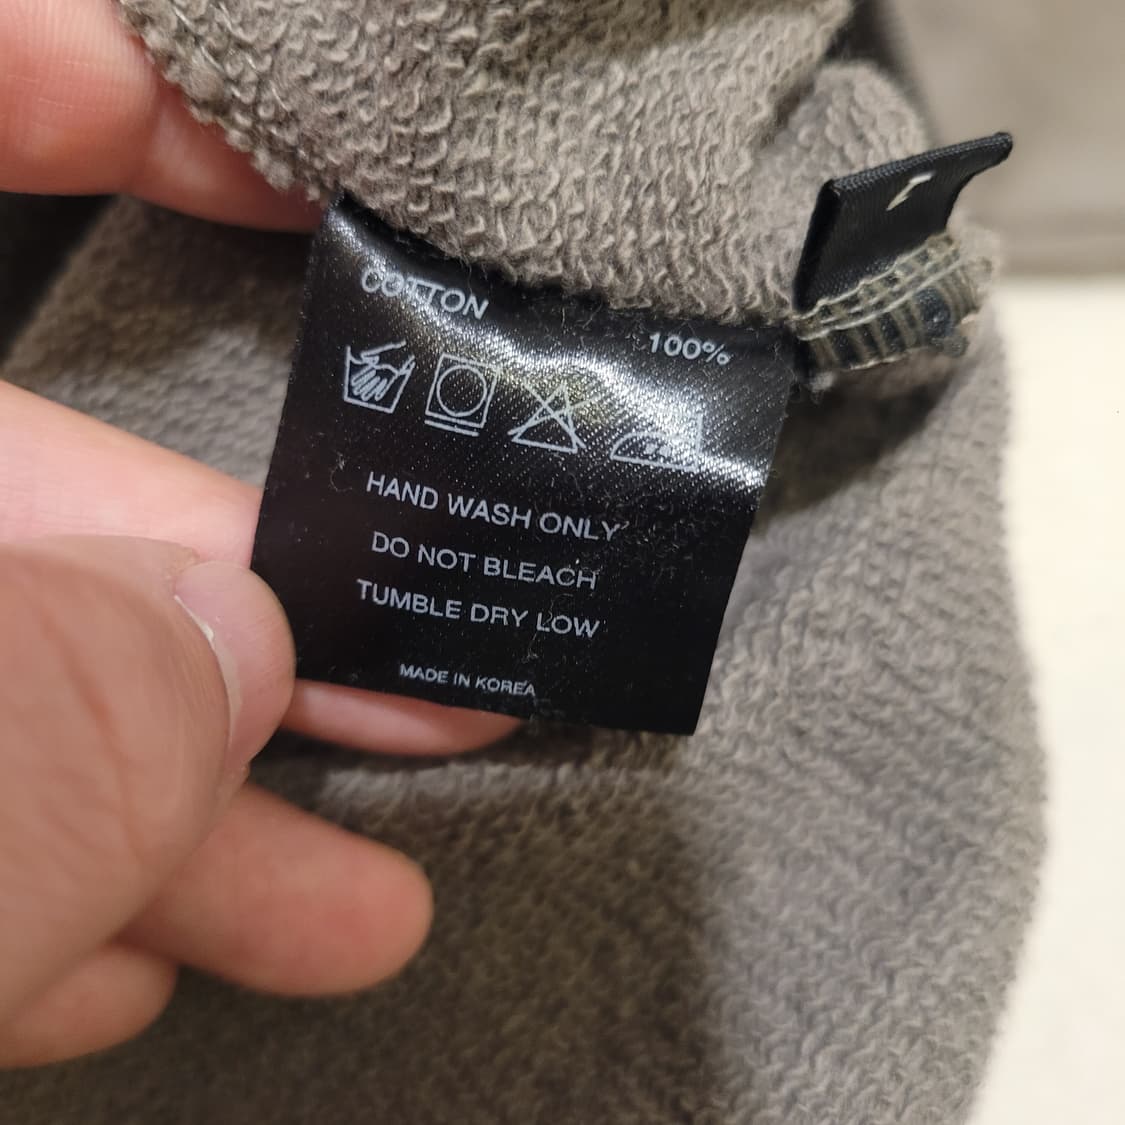 COTTON 100%
HAND WASH ONLY
DO NOT BLEACH
TUMBLE DRY LOW
MADE IN KOREA